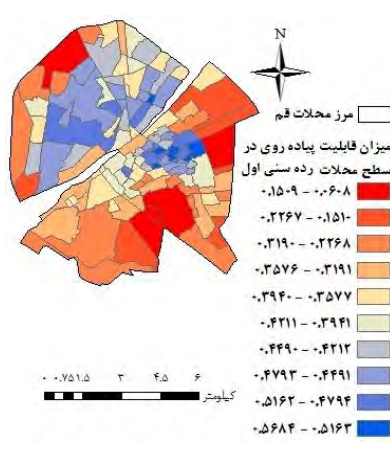 N
مرز محلات قم
میزان قابلیت پیاده روی در
سطح محلات رده سنی اول
۰.۱۵۰۹ - ۰.۰۶۰۸
۰.۲۲۶۷ - ۰.۱۵۱۰
۰.۳۱۹۰ - ۰.۲۲۶۸
۰.۳۵۷۶ - ۰.۳۱۹۱
۰.۳۹۴۰ - ۰.۳۵۷۷
۰.۴۲۱۱ - ۰.۳۹۴۱
۰.۴۴۹۰ - ۰.۴۲۱۲
۰.۴۷۹۳ - ۰.۴۴۹۱
۰.۵۱۶۲ - ۰.۴۷۹۴
۰.۵۶۸۴ - ۰.۵۱۶۳
۰ ۰.۷۵ ۱.۵ ۳ ۴.۵ ۶
کیلومتر